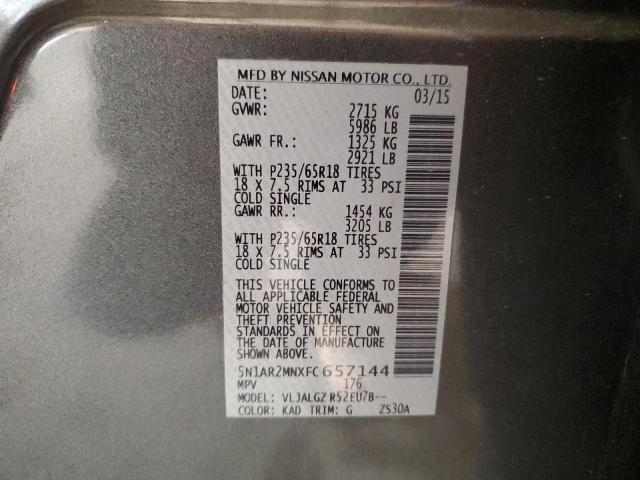 MFD BY NISSAN MOTOR CO., LTD.
DATE: 03/15
GVWR: 2715 KG
5986 LB
GAWR FR.: 1325 KG
2921 LB
WITH P235/65R18 TIRES
18 X 7.5 RIMS AT 33 PSI
COLD SINGLE
GAWR RR.: 1454 KG
3205 LB
WITH P235/65R18 TIRES
18 X 7.5 RIMS AT 33 PSI
COLD SINGLE
THIS VEHICLE CONFORMS TO
ALL APPLICABLE FEDERAL
MOTOR VEHICLE SAFETY AND
THEFT PREVENTION
STANDARDS IN EFFECT ON
THE DATE OF MANUFACTURE
SHOWN ABOVE.
5N1AR2MNXFC657144
MPV 176
MODEL: VLJALGZ R52EU7B--
COLOR: KAD TRIM: G ZS30A